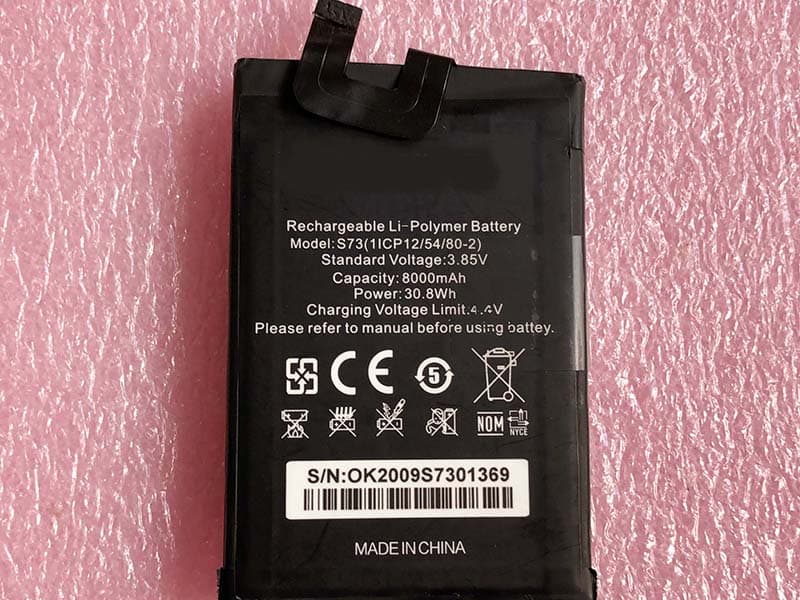 Rechargeable Li-Polymer Battery
Model:S73(1ICP12/54/80-2)
Standard Voltage:3.85V
Capacity:8000mAh
Power:30.8Wh
Charging Voltage Limit:4.4V
Please refer to manual before using battey.
CE
5
NOM
NYCE
S/N:OK2009S7301369
MADE IN CHINA